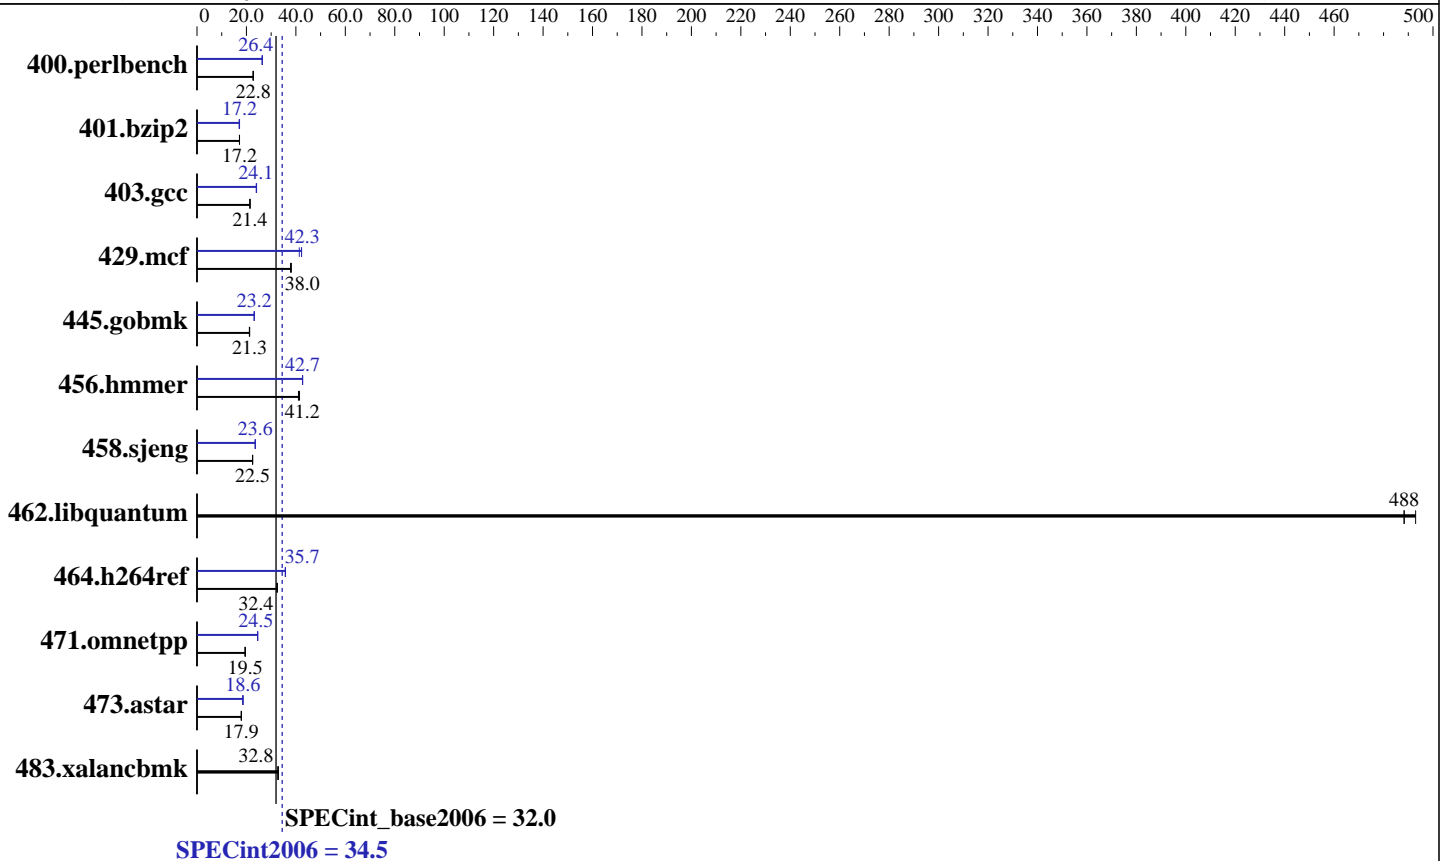 0 20.0 40.0 60.0 80.0 100 120 140 160 180 200 220 240 260 280 300 320 340 360 380 400 420 440 460 500
26.4
400.perlbench
22.8
17.2
401.bzip2
17.2
24.1
403.gcc
21.4
42.3
429.mcf
38.0
23.2
445.gobmk
21.3
42.7
456.hmmer
41.2
23.6
458.sjeng
22.5
488
462.libquantum
35.7
464.h264ref
32.4
24.5
471.omnetpp
19.5
18.6
473.astar
17.9
32.8
483.xalancbmk
SPECint_base2006 = 32.0
SPECint2006 = 34.5